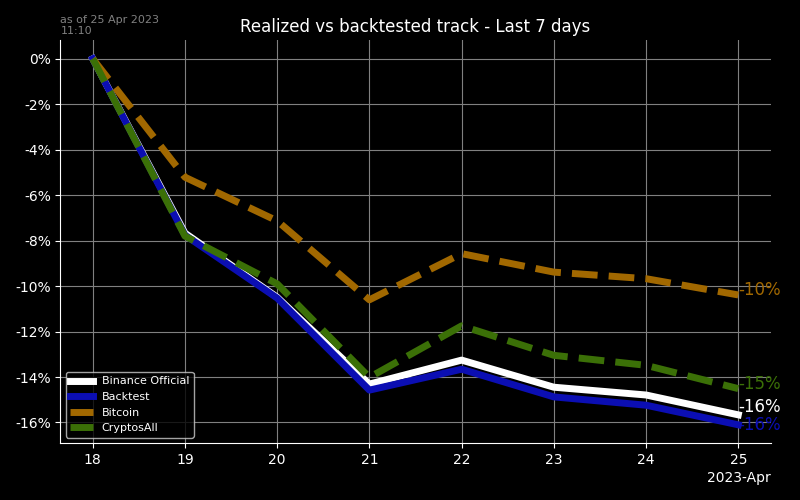 as of 25 Apr 2023
11:10
Realized vs backtested track - Last 7 days
0%
-2%
-4%
-6%
-8%
-10%
-12%
-14%
-16%
-10%
-15%
-16%
-16%
Binance Official
Backtest
Bitcoin
CryptosAll
18 19 20 21 22 23 24 25
2023-Apr